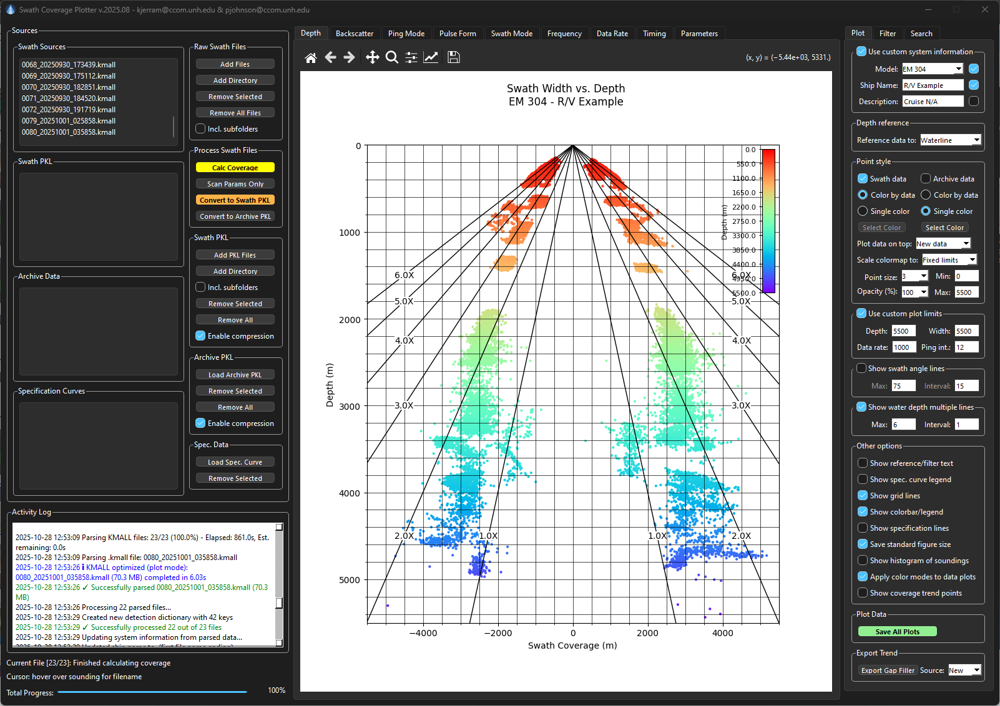 Swath Coverage Plotter v.2025.08 - kjerram@ccom.unh.edu & pjohnson@ccom.unh.edu
Sources
Swath Sources
0068_20250930_173439.kmall
0069_20250930_175112.kmall
0070_20250930_182851.kmall
0071_20250930_184520.kmall
0072_20250930_191719.kmall
0079_20251001_025858.kmall
0080_20251001_035858.kmall
Swath PKL
Archive Data
Specification Curves
Raw Swath Files
Add Files
Add Directory
Remove Selected
Remove All Files
Incl. subfolders
Process Swath Files
Calc Coverage
Scan Params Only
Convert to Swath PKL
Convert to Archive PKL
Swath PKL
Add PKL Files
Add Directory
Incl. subfolders
Remove Selected
Remove All
Enable compression
Archive PKL
Load Archive PKL
Remove Selected
Remove All
Enable compression
Spec. Data
Load Spec. Curve
Remove Selected
Activity Log
2025-10-28 12:53:09 Parsing KMALL files: 23/23 (100.0%) - Elapsed: 861.0s, Est.
remaining: 0.0s
2025-10-28 12:53:09 Parsing .kmall file: 0080_20251001_035858.kmall
2025-10-28 12:53:26 ℹ KMALL optimized (plot mode):
0080_20251001_035858.kmall (70.3 MB) completed in 6.03s
2025-10-28 12:53:26 ✓ Successfully parsed 0080_20251001_035858.kmall (70.3
MB)
2025-10-28 12:53:26 Processing 22 parsed files...
2025-10-28 12:53:29 Created new detection dictionary with 42 keys
2025-10-28 12:53:29 ✓ Successfully processed 22 out of 23 files
2025-10-28 12:53:29 Updating system information from parsed data...
Current File [23/23]: Finished calculating coverage
Cursor: hover over sounding for filename
Total Progress: 100%
Depth Backscatter Ping Mode Pulse Form Swath Mode Frequency Data Rate Timing Parameters
(x, y) = (−5.44e+03, 5331.)
Swath Width vs. Depth
EM 304 - R/V Example
0
1000
2000
3000
4000
5000
Depth (m)
−4000 −2000 0 2000 4000
Swath Coverage (m)
6.0X
5.0X
4.0X
3.0X
2.0X 1.0X
6.0X
5.0X
4.0X
3.0X
1.0X 2.0X
Depth (m)
0.0
550.0
1100.0
1650.0
2200.0
2750.0
3300.0
3850.0
4400.0
4950.0
5500.0
Plot Filter Search
Use custom system information
Model: EM 304
Ship Name: R/V Example
Description: Cruise N/A
Depth reference
Reference data to: Waterline
Point style
Swath data Archive data
Color by data Color by data
Single color Single color
Select Color Select Color
Plot data on top: New data
Scale colormap to: Fixed limits
Point size: 3 Min: 0
Opacity (%): 100 Max: 5500
Use custom plot limits
Depth: 5500 Width: 5500
Data rate: 1000 Ping int.: 12
Show swath angle lines
Max: 75 Interval: 15
Show water depth multiple lines
Max: 6 Interval: 1
Other options
Show reference/filter text
Show spec. curve legend
Show grid lines
Show colorbar/legend
Show specification lines
Save standard figure size
Show histogram of soundings
Apply color modes to data plots
Show coverage trend points
Plot Data
Save All Plots
Export Trend
Export Gap Filler Source: New